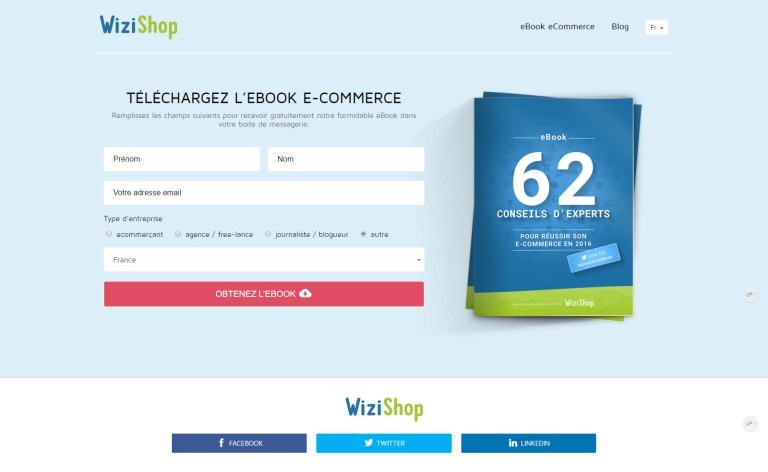 WiziShop
eBook eCommerce
Blog
Fr
TÉLÉCHARGEZ L'EBOOK E-COMMERCE
Remplissez les champs suivants pour recevoir gratuitement notre formidable eBook dans
votre boite de messagerie.
Prénom
Nom
Votre adresse email
Type d'entreprise
ecommerçant
agence / free-lance
journaliste / blogueur
autre
France
OBTENEZ L'EBOOK
eBook
62
CONSEILS D'EXPERTS
POUR RÉUSSIR SON
E-COMMERCE EN 2016
WiziShop
UP
UP
WiziShop
FACEBOOK
TWITTER
LINKEDIN